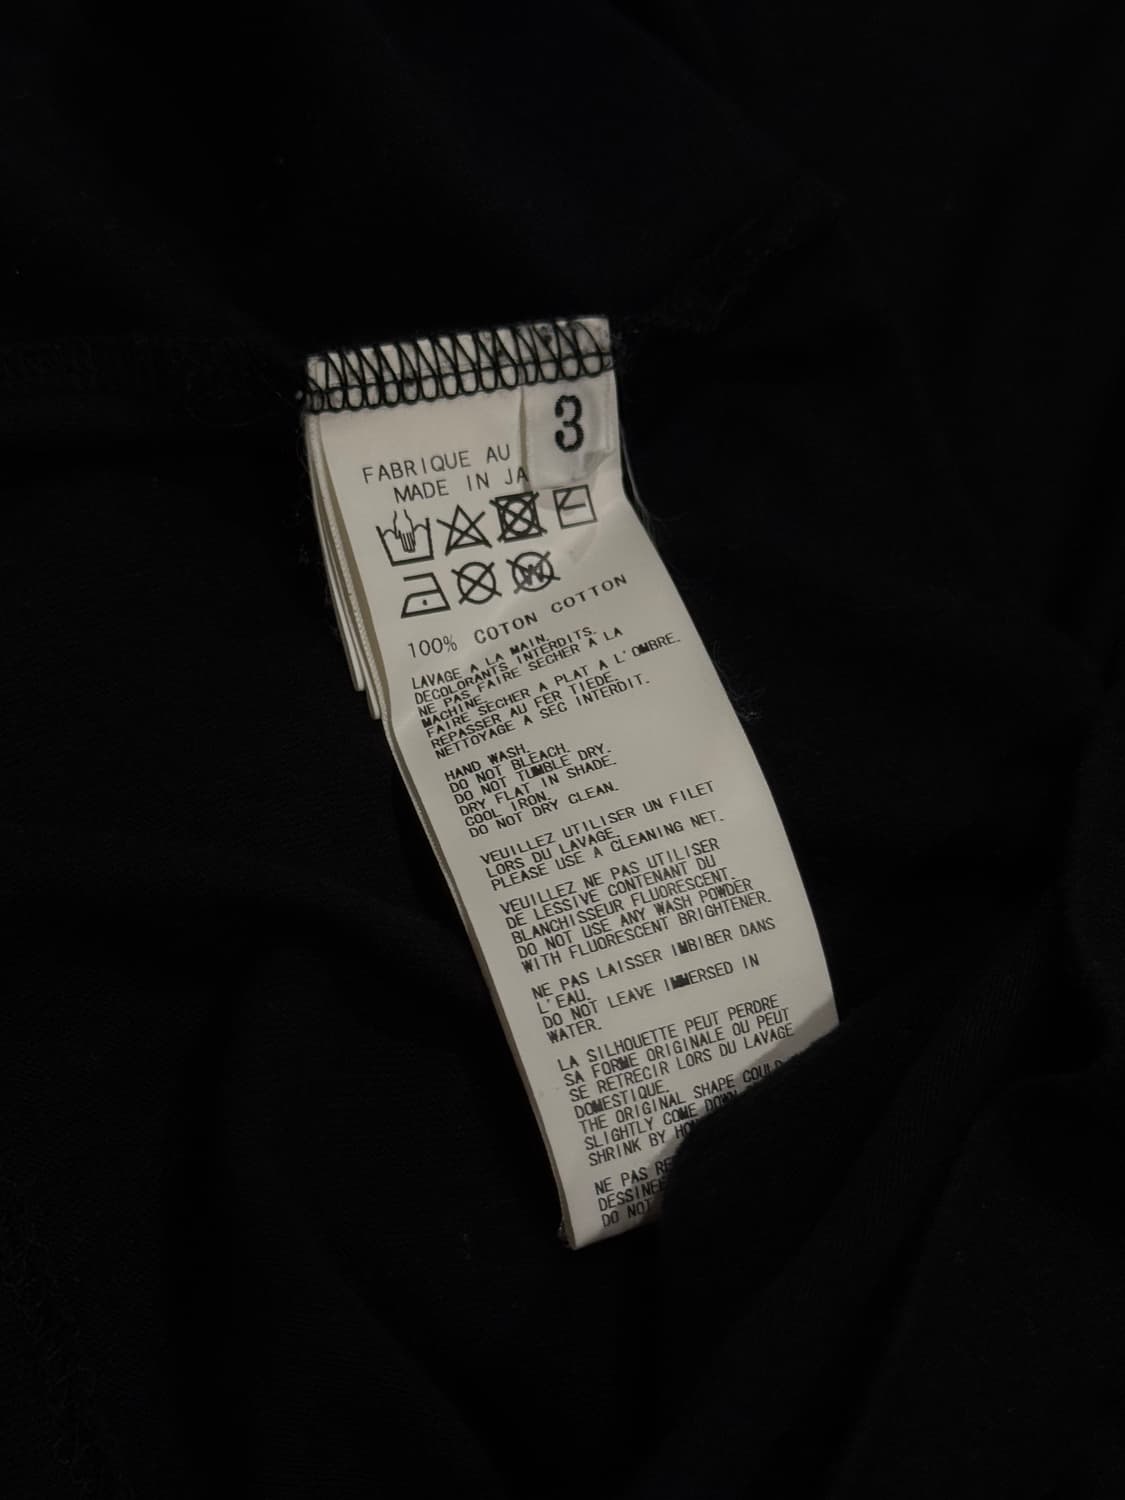 3
FABRIQUE AU
MADE IN JA
W
100% COTON COTTON
LAVAGE A LA MAIN.
DECOLORANTS INTERDITS.
NE PAS FAIRE SECHER A LA
MACHINE.
FAIRE SECHER A PLAT A L'OMBRE.
REPASSER AU FER TIEDE.
NETTOYAGE A SEC INTERDIT.
HAND WASH.
DO NOT BLEACH.
DO NOT TUMBLE DRY.
DRY FLAT IN SHADE.
COOL IRON.
DO NOT DRY CLEAN.
VEUILLEZ UTILISER UN FILET
LORS DU LAVAGE.
PLEASE USE A CLEANING NET.
VEUILLEZ NE PAS UTILISER
DE LESSIVE CONTENANT DU
BLANCHISSEUR FLUORESCENT.
DO NOT USE ANY WASH POWDER
WITH FLUORESCENT BRIGHTENER.
NE PAS LAISSER IMBIBER DANS
L'EAU.
DO NOT LEAVE IMMERSED IN
WATER.
LA SILHOUETTE PEUT PERDRE
SA FORME ORIGINALE OU PEUT
SE RETRECIR LORS DU LAVAGE
DOMESTIQUE.
THE ORIGINAL SHAPE COULD
SLIGHTLY COME DOWN
SHRINK BY HO
NE PAS RE
DESSINE
DO NOT